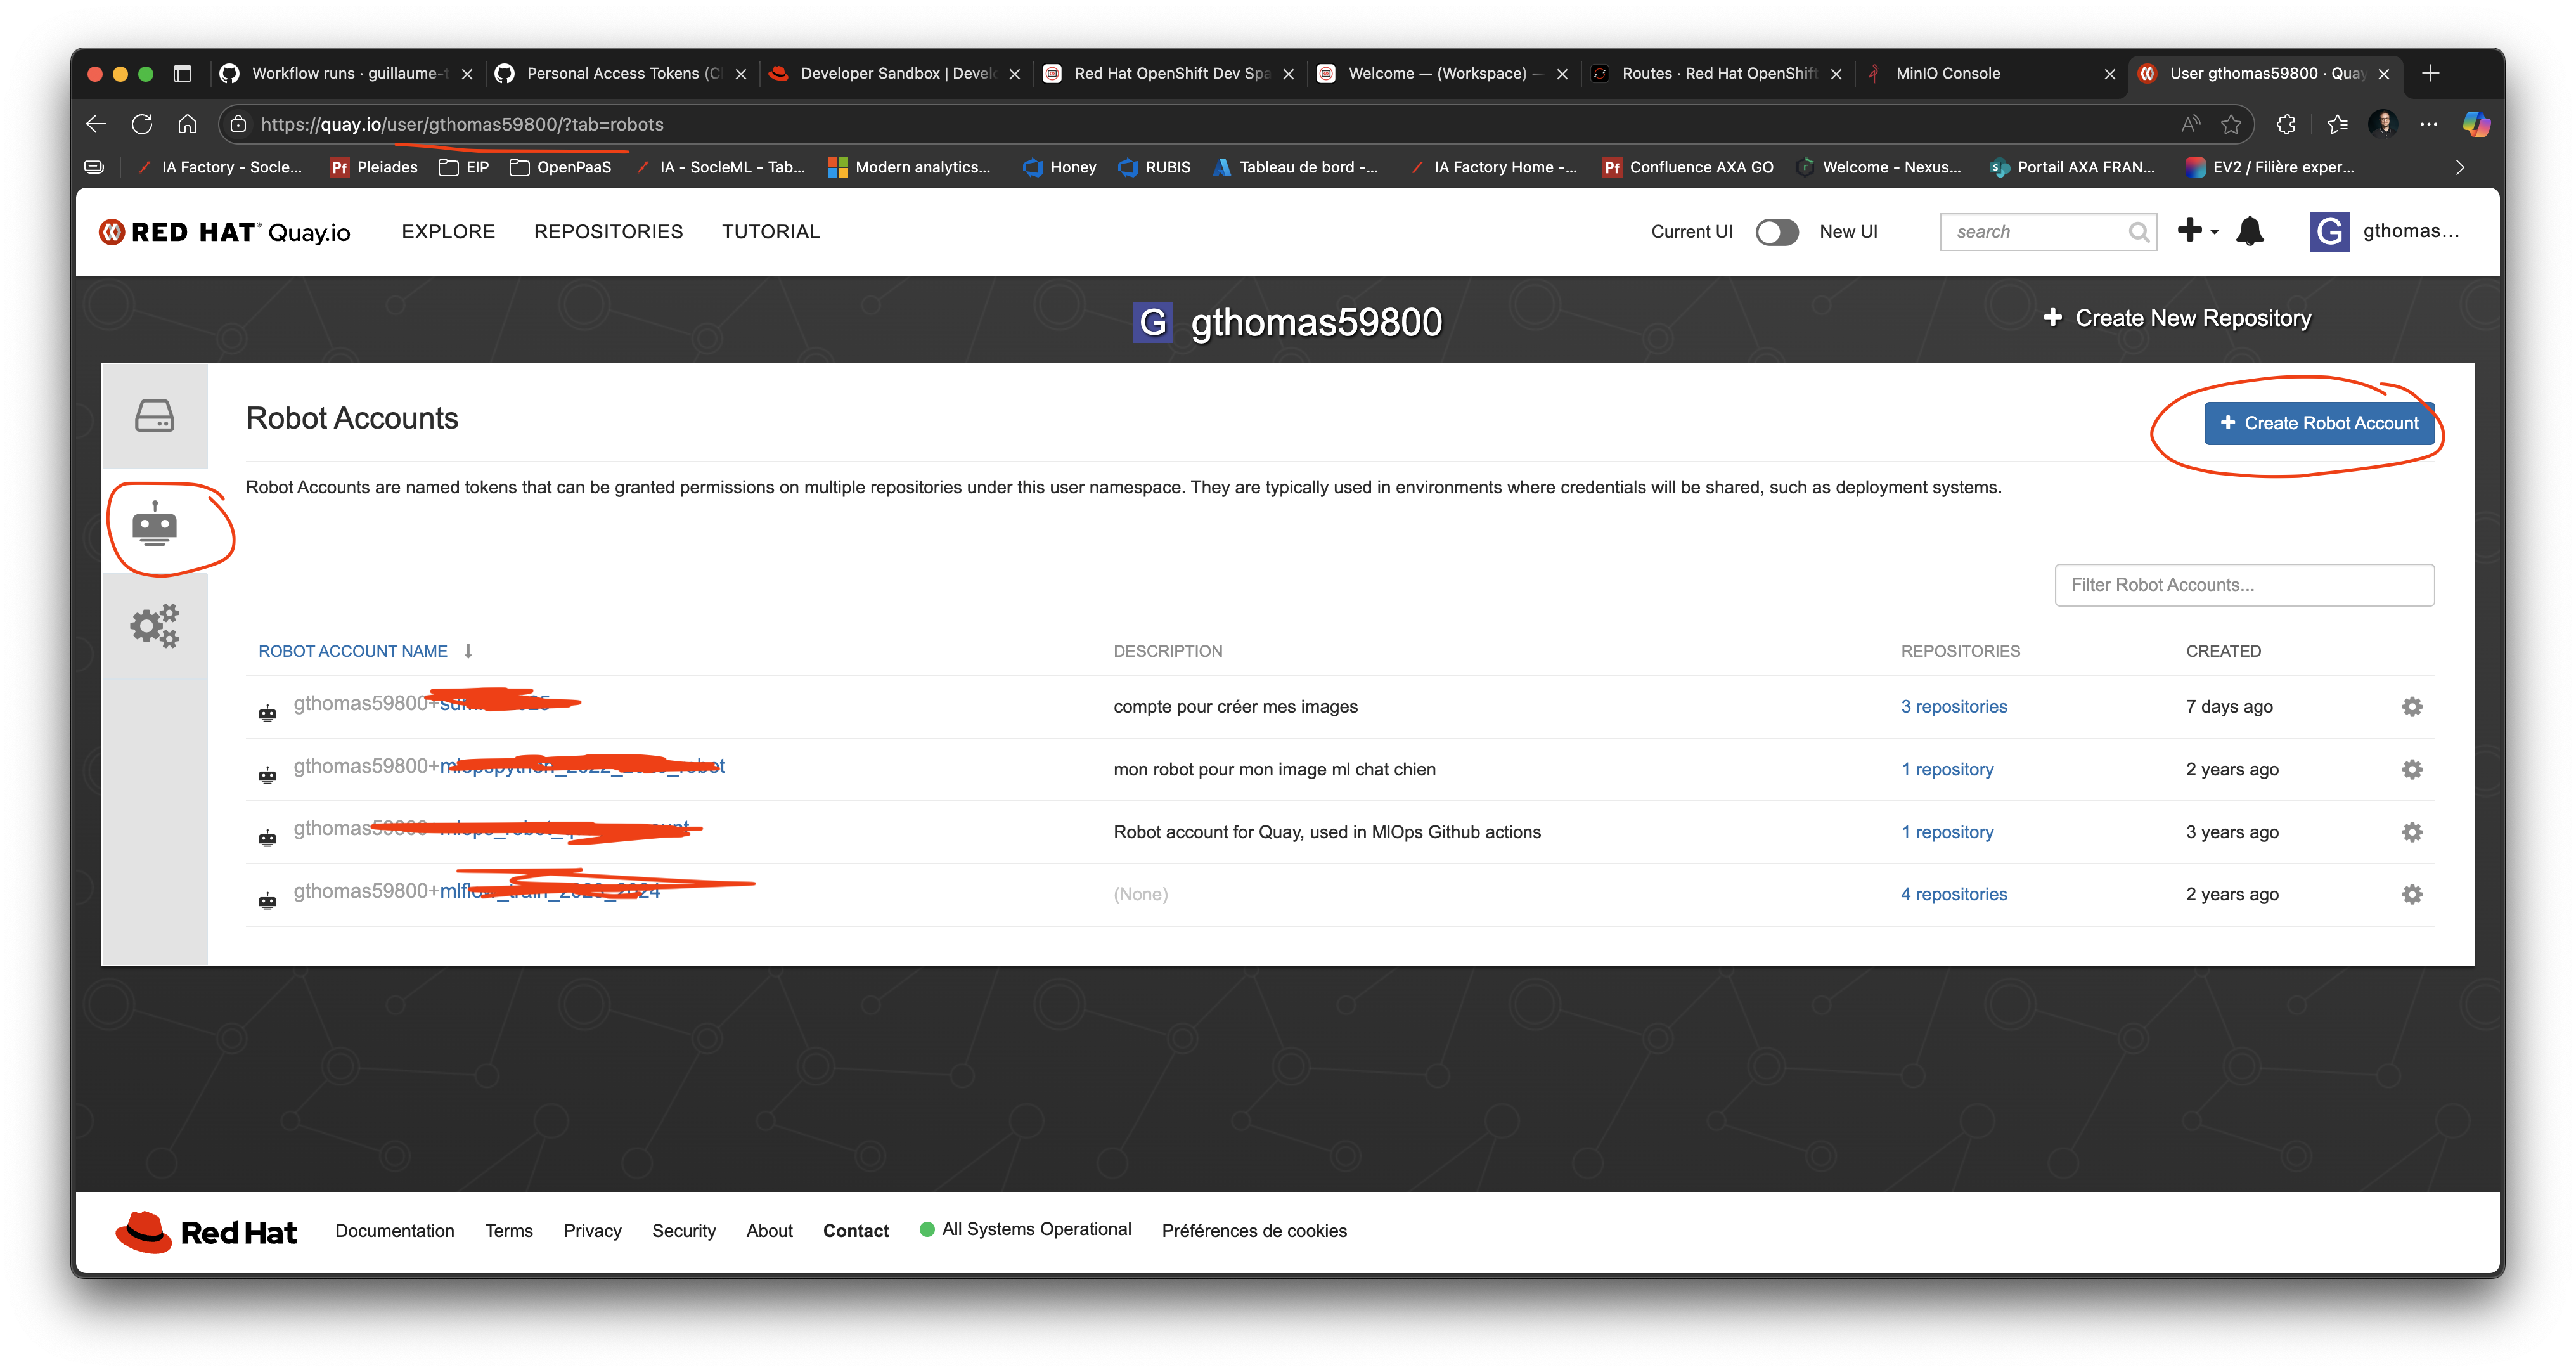 Workflow runs · guillaume-t
Personal Access Tokens (Cl
Developer Sandbox | Develo
Red Hat OpenShift Dev Spa
Welcome — (Workspace) —
Routes · Red Hat OpenShift
MinIO Console
User gthomas59800 · Quay
https://quay.io/user/gthomas59800/?tab=robots
IA Factory - Socle...
Pf Pleiades
EIP
OpenPaaS
IA - SocleML - Tab...
Modern analytics...
Honey
RUBIS
Tableau de bord -...
IA Factory Home -...
Pf Confluence AXA GO
Welcome - Nexus...
Portail AXA FRAN...
EV2 / Filière exper...
RED HAT® Quay.io
EXPLORE
REPOSITORIES
TUTORIAL
Current UI
New UI
search
G gthomas...
G gthomas59800
+ Create New Repository
Robot Accounts
+ Create Robot Account
Robot Accounts are named tokens that can be granted permissions on multiple repositories under this user namespace. They are typically used in environments where credentials will be shared, such as deployment systems.
Filter Robot Accounts...
ROBOT ACCOUNT NAME
DESCRIPTION
REPOSITORIES
CREATED
gthomas59800+
compte pour créer mes images
3 repositories
7 days ago
gthomas59800+
mon robot pour mon image ml chat chien
1 repository
2 years ago
Robot account for Quay, used in MlOps Github actions
1 repository
3 years ago
gthomas59800+
(None)
4 repositories
2 years ago
Red Hat
Documentation
Terms
Privacy
Security
About
Contact
All Systems Operational
Préférences de cookies